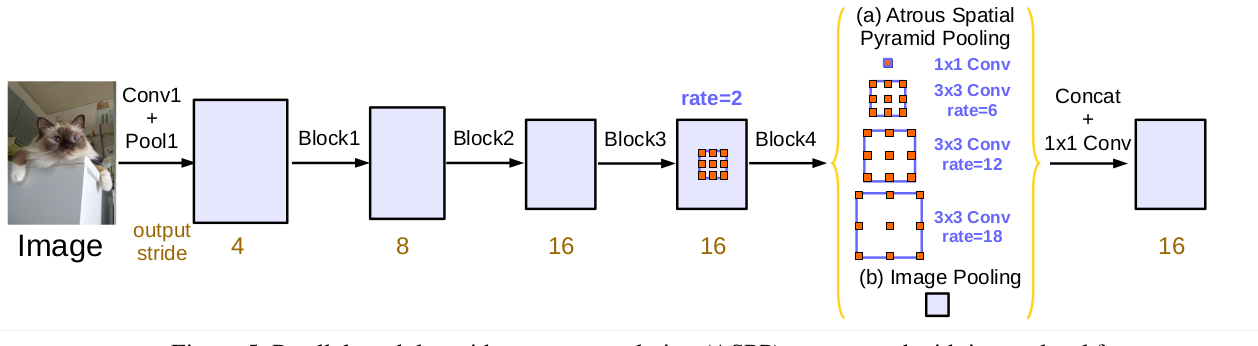 Image
Conv1
+
Pool1
output
stride
4
Block1
8
Block2
16
Block3
rate=2
16
Block4
(a) Atrous Spatial
Pyramid Pooling
1x1 Conv
3x3 Conv
rate=6
3x3 Conv
rate=12
3x3 Conv
rate=18
(b) Image Pooling
Concat
+
1x1 Conv
16